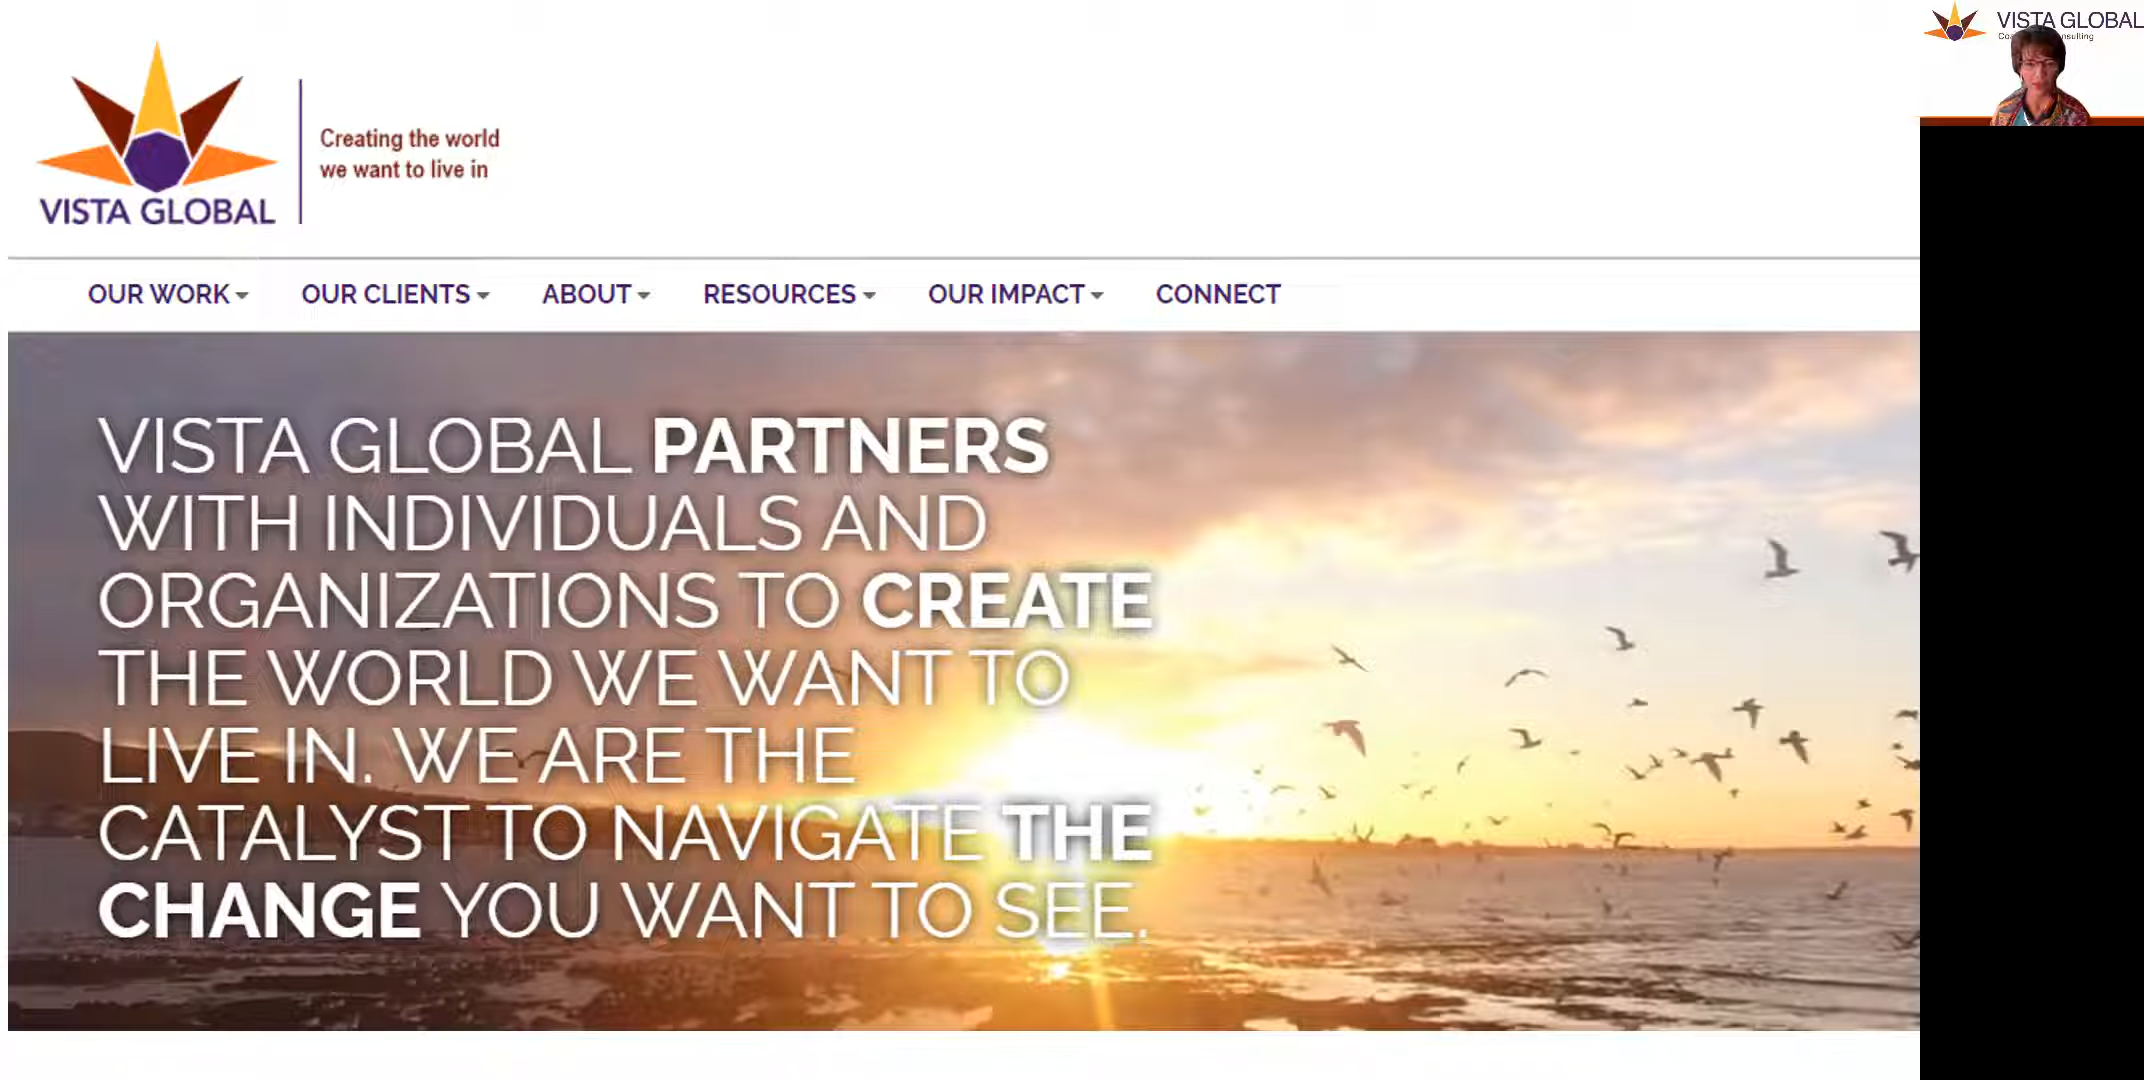 VISTA GLOBAL
Creating the world
we want to live in
OUR WORK
OUR CLIENTS
ABOUT
RESOURCES
OUR IMPACT
CONNECT
VISTA GLOBAL PARTNERS
WITH INDIVIDUALS AND
ORGANIZATIONS TO CREATE
THE WORLD WE WANT TO
LIVE IN. WE ARE THE
CATALYST TO NAVIGATE THE
CHANGE YOU WANT TO SEE.
VISTA GLOBAL